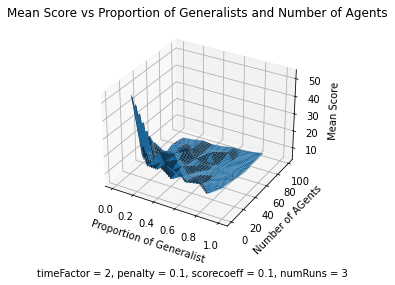 Mean Score vs Proportion of Generalists and Number of Agents
50
40
30
20
10
Mean Score
0.0 0.2 0.4 0.6 0.8 1.0
Proportion of Generalist
0 20 40 60 80 100
Number of AGents
timeFactor = 2, penalty = 0.1, scorecoeff = 0.1, numRuns = 3